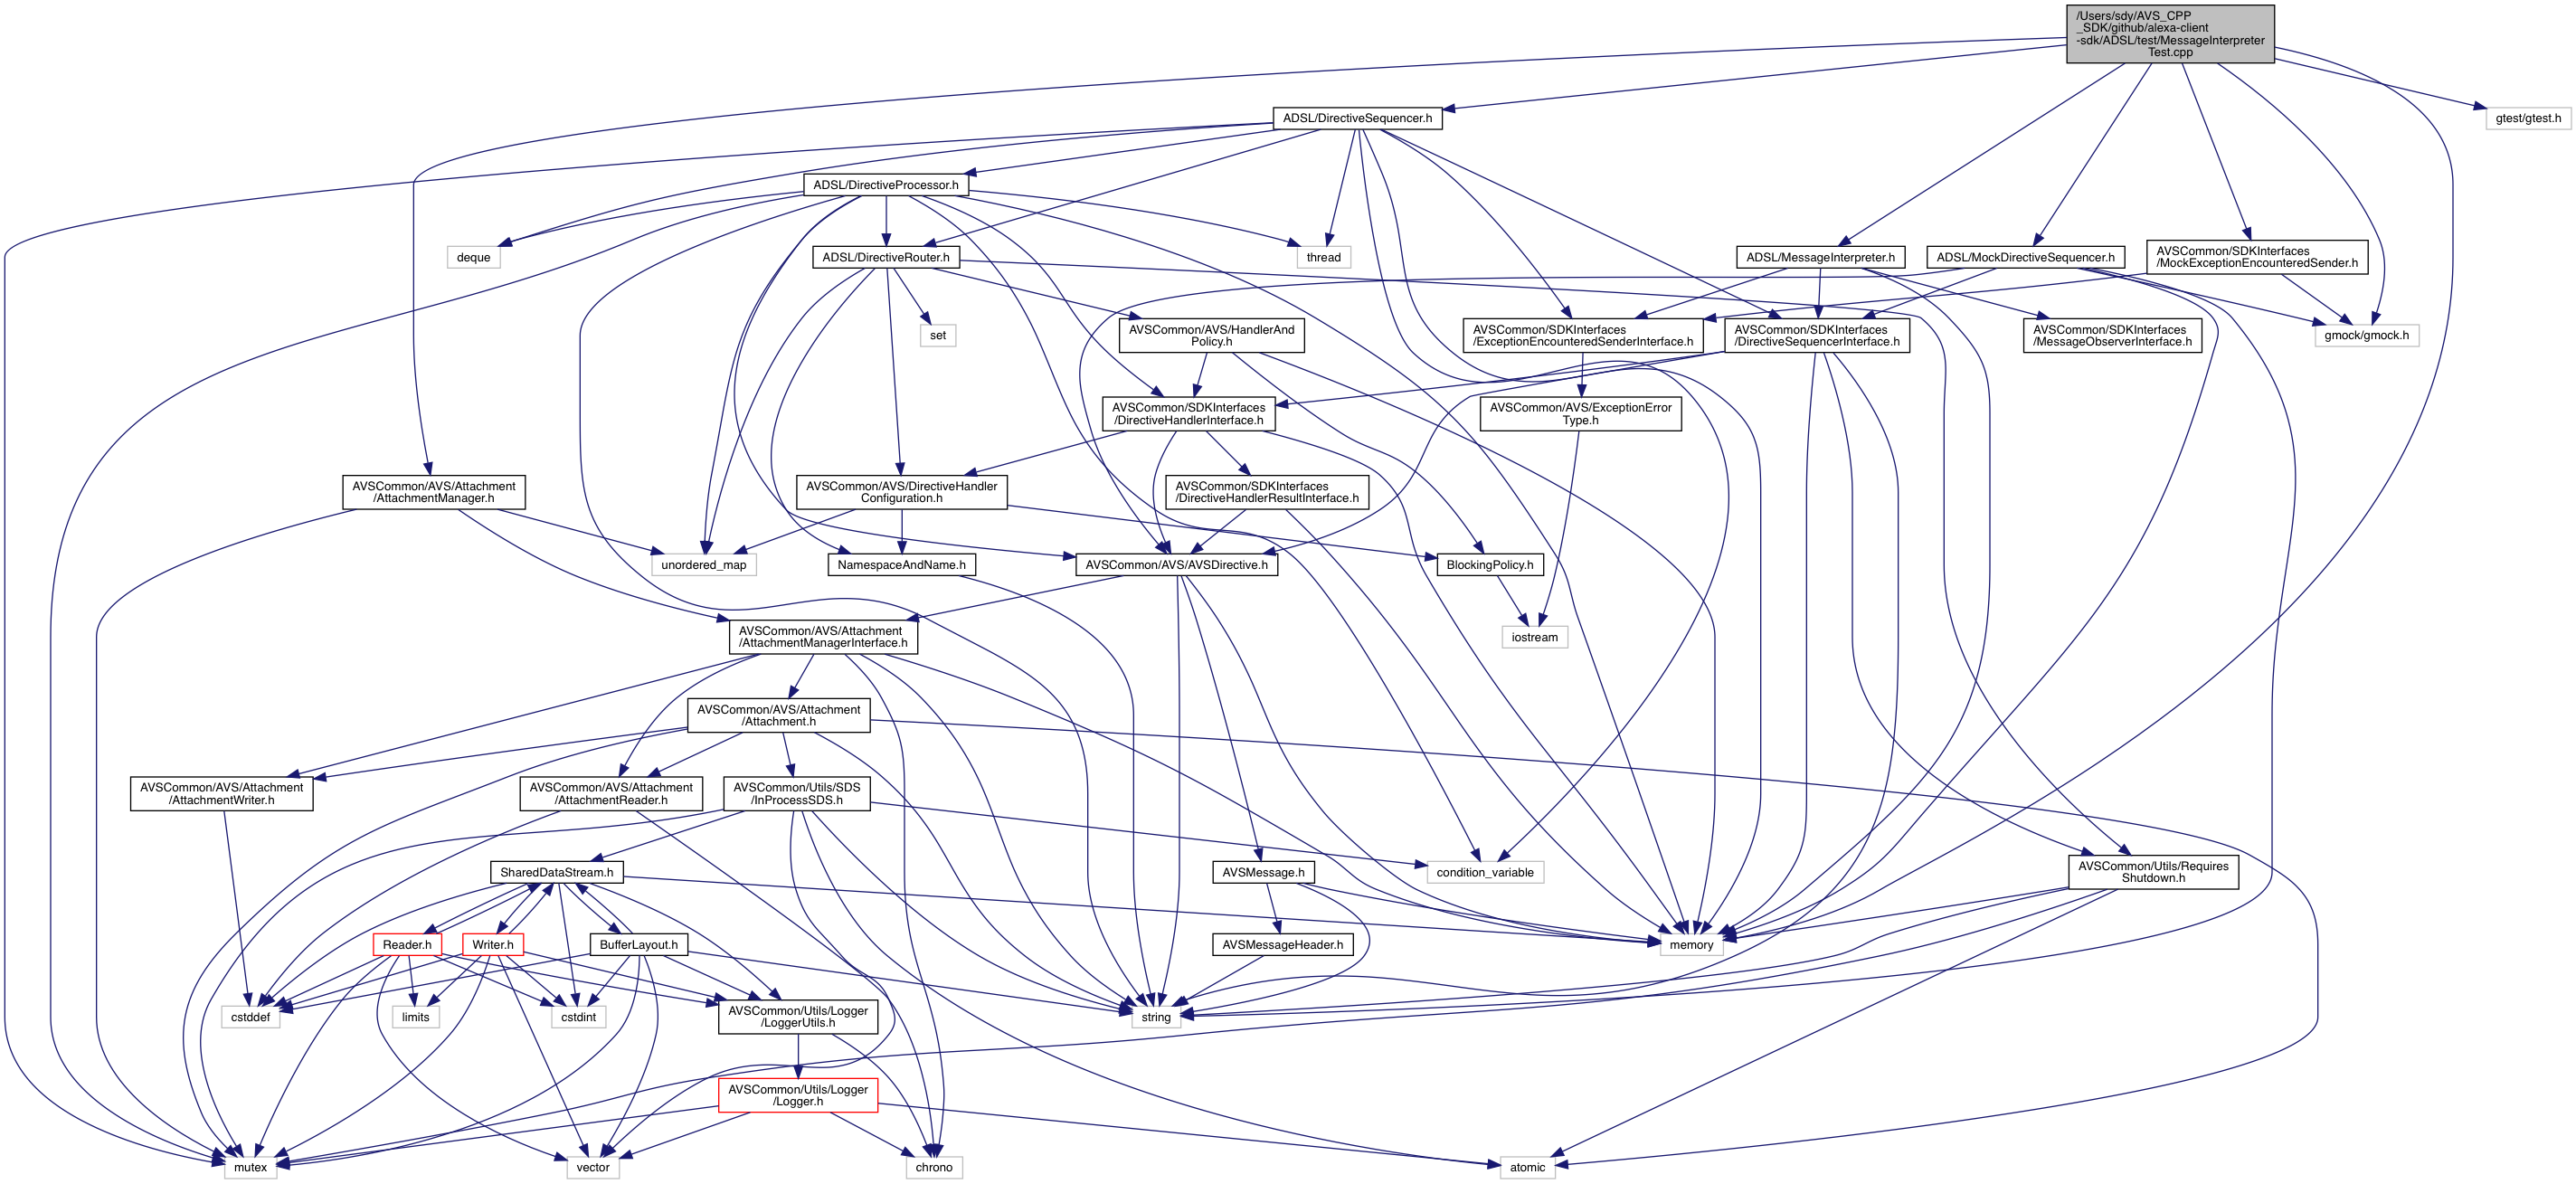 /Users/sdy/AVS_CPP
_SDK/github/alexa-client
-sdk/ADSL/test/MessageInterpreter
Test.cpp
ADSL/DirectiveSequencer.h
gtest/gtest.h
ADSL/DirectiveProcessor.h
deque
ADSL/DirectiveRouter.h
thread
ADSL/MessageInterpreter.h
ADSL/MockDirectiveSequencer.h
AVSCommon/SDKInterfaces
/MockExceptionEncounteredSender.h
set
AVSCommon/AVS/HandlerAnd
Policy.h
AVSCommon/SDKInterfaces
/ExceptionEncounteredSenderInterface.h
AVSCommon/SDKInterfaces
/DirectiveSequencerInterface.h
AVSCommon/SDKInterfaces
/MessageObserverInterface.h
gmock/gmock.h
AVSCommon/SDKInterfaces
/DirectiveHandlerInterface.h
AVSCommon/AVS/ExceptionError
Type.h
AVSCommon/AVS/Attachment
/AttachmentManager.h
AVSCommon/AVS/DirectiveHandler
Configuration.h
AVSCommon/SDKInterfaces
/DirectiveHandlerResultInterface.h
unordered_map
NamespaceAndName.h
AVSCommon/AVS/AVSDirective.h
BlockingPolicy.h
AVSCommon/AVS/Attachment
/AttachmentManagerInterface.h
iostream
AVSCommon/AVS/Attachment
/Attachment.h
AVSCommon/AVS/Attachment
/AttachmentWriter.h
AVSCommon/AVS/Attachment
/AttachmentReader.h
AVSCommon/Utils/SDS
/InProcessSDS.h
SharedDataStream.h
AVSMessage.h
condition_variable
AVSCommon/Utils/Requires
Shutdown.h
Reader.h
Writer.h
BufferLayout.h
AVSMessageHeader.h
memory
cstddef
limits
cstdint
AVSCommon/Utils/Logger
/LoggerUtils.h
string
AVSCommon/Utils/Logger
/Logger.h
mutex
vector
chrono
atomic